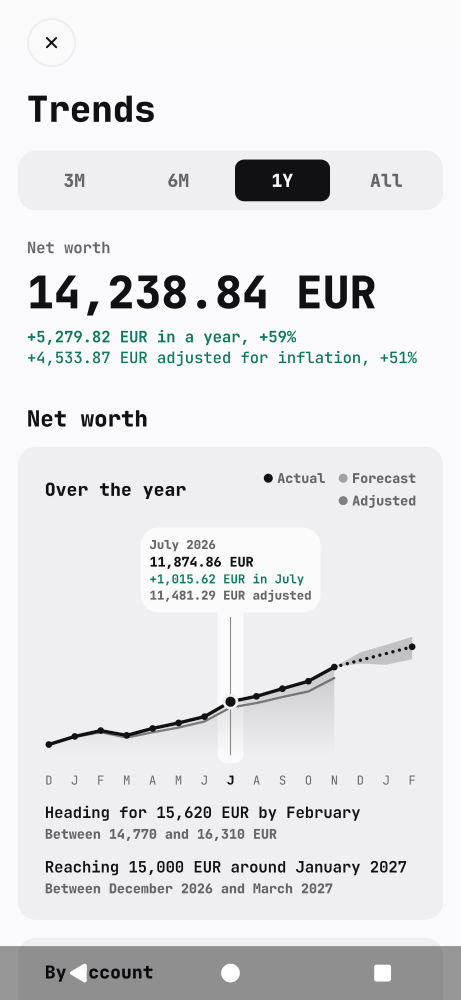 Trends
3M 6M 1Y All
Net worth
14,238.84 EUR
+5,279.82 EUR in a year, +59%
+4,533.87 EUR adjusted for inflation, +51%
Net worth
Over the year
Actual Forecast
Adjusted
July 2026
11,874.86 EUR
+1,015.62 EUR in July
11,481.29 EUR adjusted
D J F M A M J J A S O N D J F
Heading for 15,620 EUR by February
Between 14,770 and 16,310 EUR
Reaching 15,000 EUR around January 2027
Between December 2026 and March 2027
By ccount